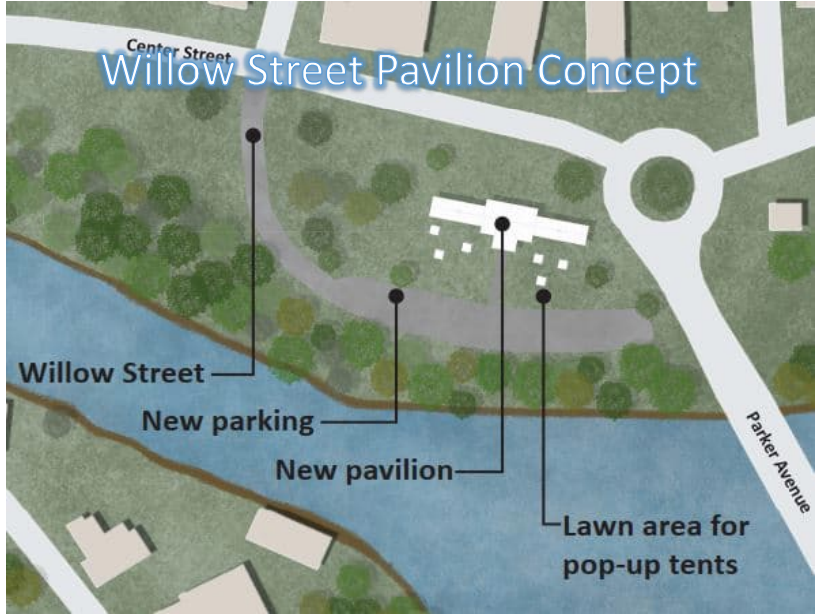 Center Street
Willow Street Pavilion Concept
Willow Street
New parking
New pavilion
Parker Avenue
Lawn area for
pop-up tents